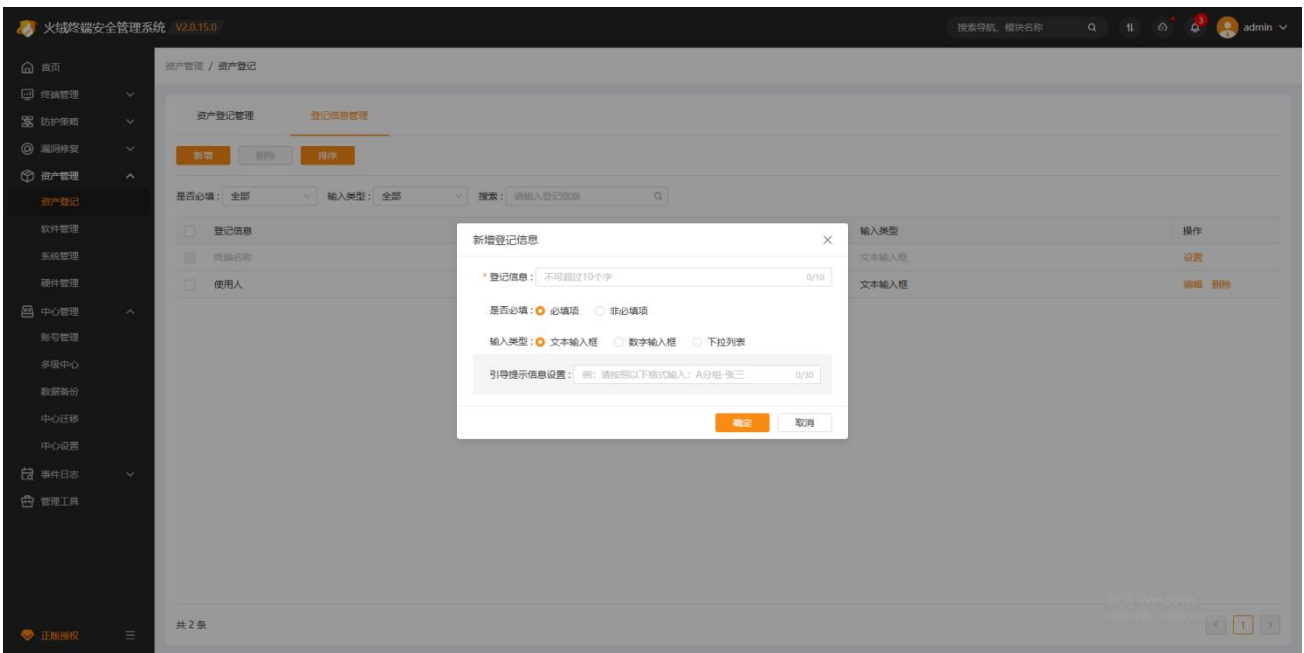 火绒终端安全管理系统 V2.0.15.0 搜索导航、模块名称 3 admin
首页 资产管理 / 资产登记
终端管理
防护策略 资产登记管理 登记信息管理
漏洞修复 新增 删除 排序
资产管理
资产登记 是否必填： 全部 输入类型： 全部 搜索： 请输入登记信息
软件管理 登记信息 输入类型 操作
系统管理 终端名称 文本输入框 设置
硬件管理 使用人 文本输入框 编辑 删除
中心管理
账号管理
多级中心
数据备份
中心迁移
中心设置
事件日志
管理工具
新增登记信息
* 登记信息： 不可超过10个字 0/10
是否必填： 必填项 非必填项
输入类型： 文本输入框 数字输入框 下拉列表
引导提示信息设置： 例：请按照以下格式输入：A分组-张三 0/30
确定 取消
激活 Windows
正版授权 共 2 条 1